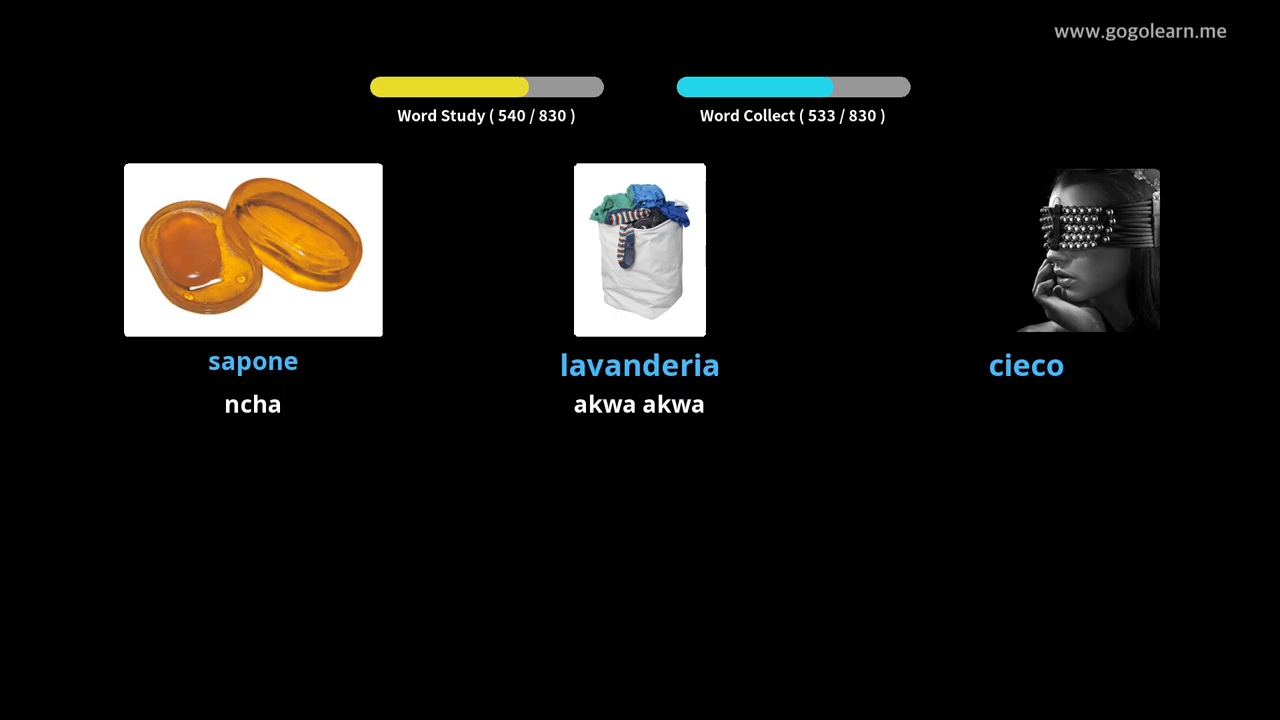 www.gogolearn.me
Word Study ( 540 / 830 )
Word Collect ( 533 / 830 )
sapone
lavanderia
cieco
ncha
akwa akwa